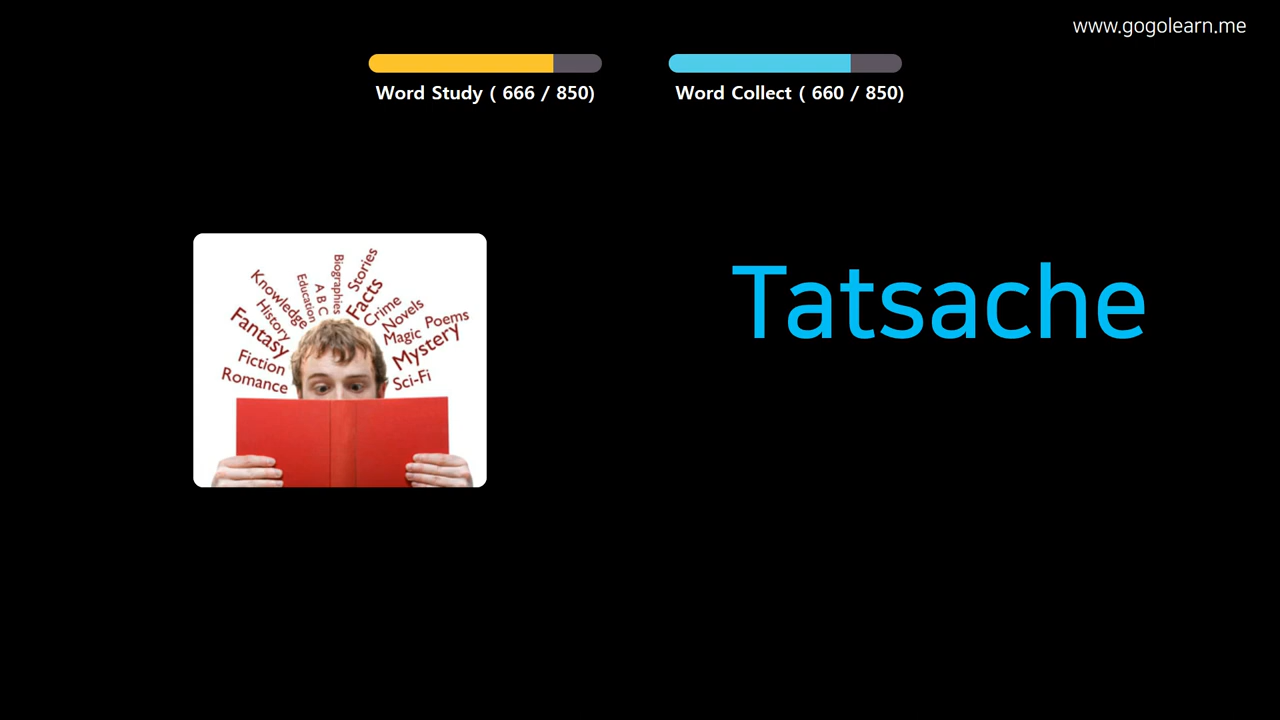 www.gogolearn.me
Word Study ( 666 / 850)
Word Collect ( 660 / 850)
Tatsache
Stories
Biographies
Facts
A B C
Education
Knowledge
Crime
History
Novels
Fantasy
Poems
Magic
Mystery
Fiction
Romance
Sci-Fi